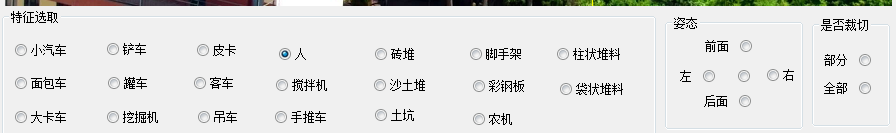 特征选取
小汽车 铲车 皮卡 人 砖堆 脚手架 柱状堆料
面包车 罐车 客车 搅拌机 沙土堆 彩钢板 袋状堆料
大卡车 挖掘机 吊车 手推车 土坑 农机
姿态
前面
左 右
后面
是否裁切
部分
全部